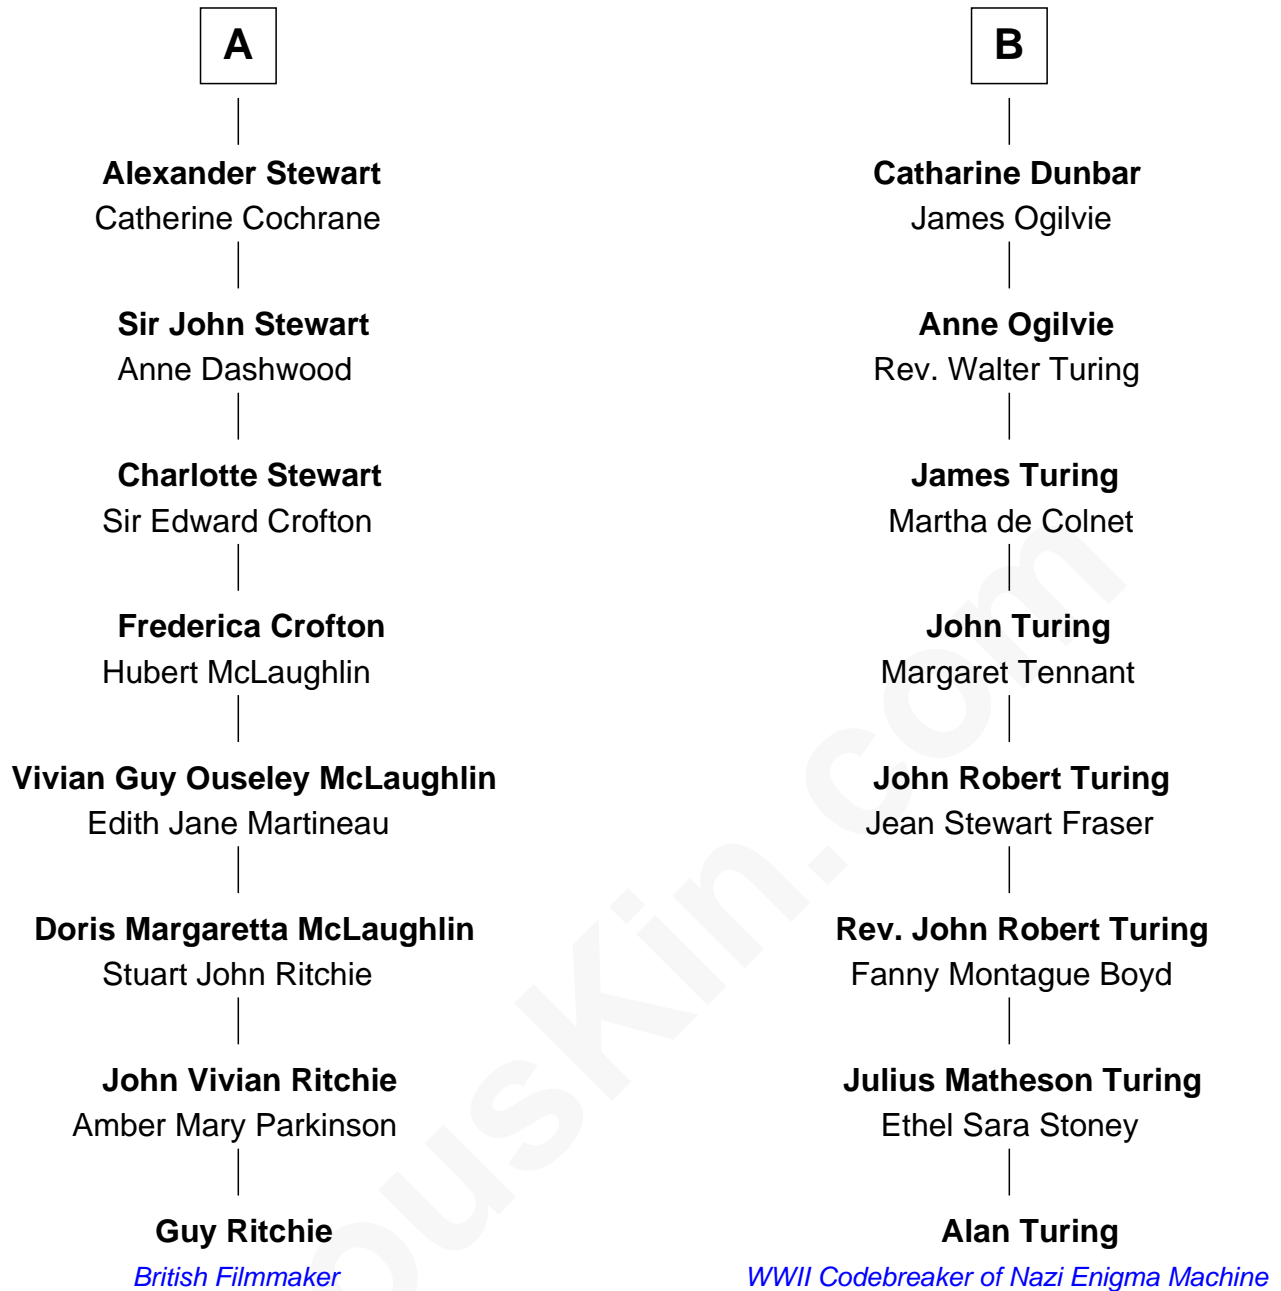 A
Alexander Stewart
Catherine Cochrane
Sir John Stewart
Anne Dashwood
Charlotte Stewart
Sir Edward Crofton
Frederica Crofton
Hubert McLaughlin
Vivian Guy Ouseley McLaughlin
Edith Jane Martineau
Doris Margaretta McLaughlin
Stuart John Ritchie
John Vivian Ritchie
Amber Mary Parkinson
Guy Ritchie
British Filmmaker
B
Catharine Dunbar
James Ogilvie
Anne Ogilvie
Rev. Walter Turing
James Turing
Martha de Colnet
John Turing
Margaret Tennant
John Robert Turing
Jean Stewart Fraser
Rev. John Robert Turing
Fanny Montague Boyd
Julius Matheson Turing
Ethel Sara Stoney
Alan Turing
WWII Codebreaker of Nazi Enigma Machine
ousKin.com